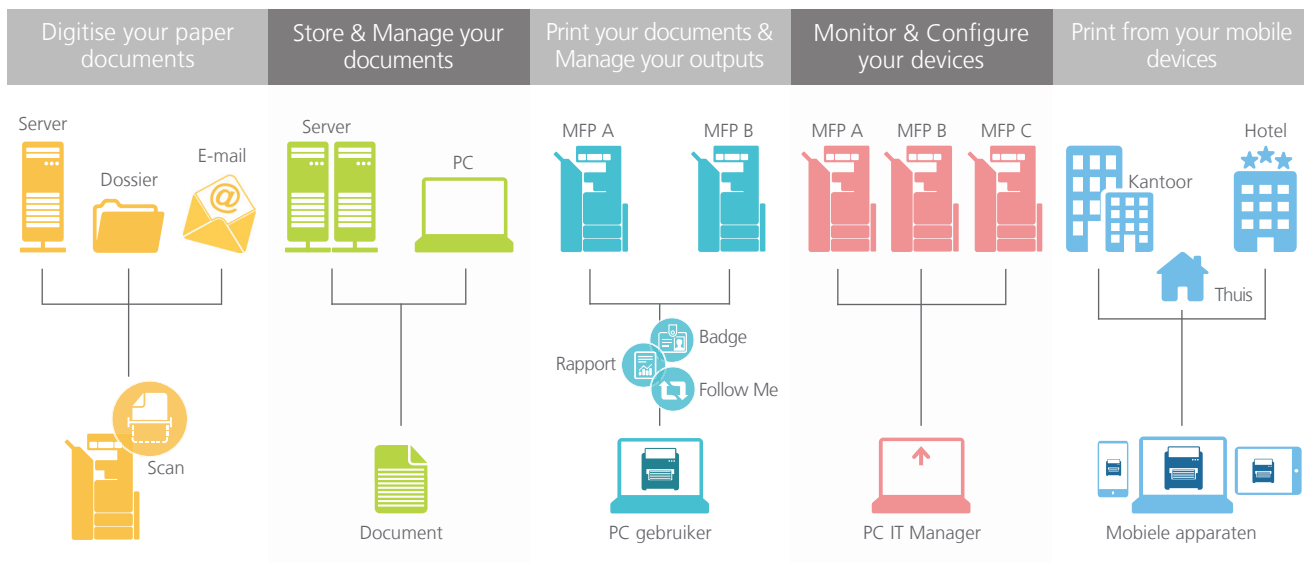 Digitise your paper
documents
Store & Manage your
documents
Print your documents &
Manage your outputs
Monitor & Configure
your devices
Print from your mobile
devices
Server
Dossier
E-mail
@
Scan
Server
PC
Document
MFP A
MFP B
Badge
Rapport
Follow Me
PC gebruiker
MFP A
MFP B
MFP C
PC IT Manager
Hotel
Kantoor
Thuis
Mobiele apparaten